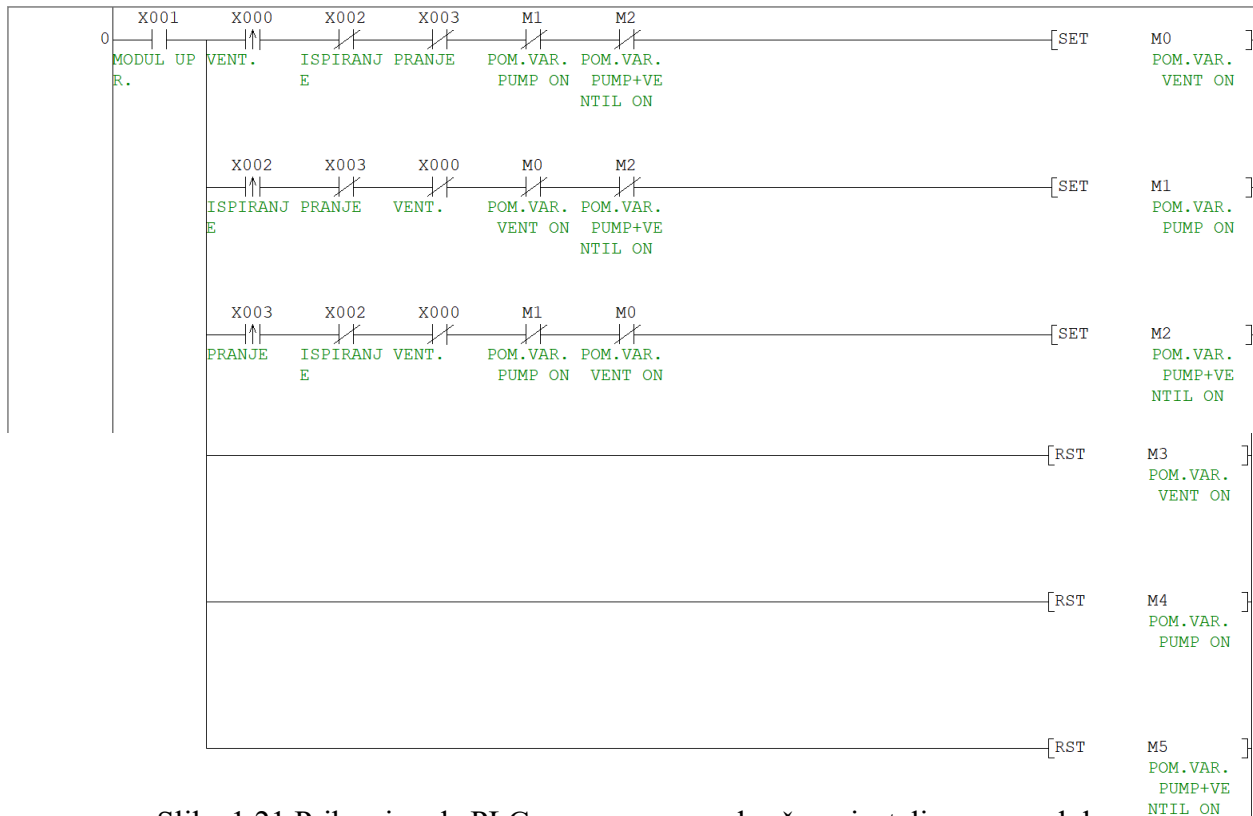 X001 X000 X002 X003 M1 M2
0 [SET M0 ]
MODUL UP VENT. ISPIRANJ PRANJE POM.VAR. POM.VAR. POM.VAR.
R. E PUMP ON PUMP+VE VENT ON
NTIL ON
X002 X003 X000 M0 M2
[SET M1 ]
ISPIRANJ PRANJE VENT. POM.VAR. POM.VAR. POM.VAR.
E VENT ON PUMP+VE PUMP ON
NTIL ON
X003 X002 X000 M1 M0
[SET M2 ]
PRANJE ISPIRANJ VENT. POM.VAR. POM.VAR. POM.VAR.
E PUMP ON VENT ON PUMP+VE
NTIL ON
[RST M3 ]
POM.VAR.
VENT ON
[RST M4 ]
POM.VAR.
PUMP ON
[RST M5 ]
POM.VAR.
PUMP+VE
NTIL ON